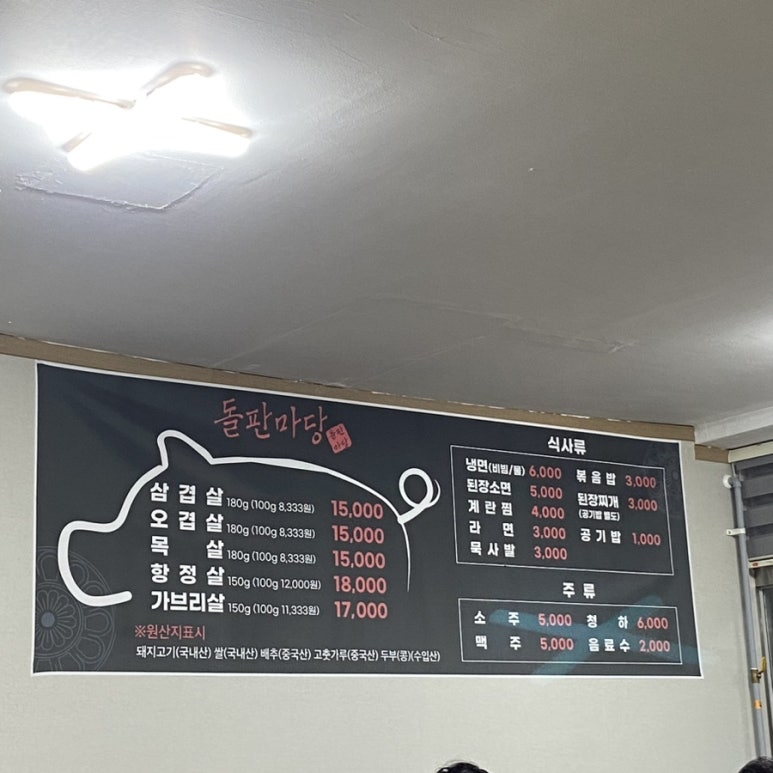 돌판마당
돌판
마당
삼겹살 180g (100g 8,333원) 15,000
오겹살 180g (100g 8,333원) 15,000
목살 180g (100g 8,333원) 15,000
항정살 150g (100g 12,000원) 18,000
가브리살 150g (100g 11,333원) 17,000
※원산지표시
돼지고기(국내산) 쌀(국내산) 배추(중국산) 고춧가루(중국산) 두부(콩)(수입산)
식사류
냉면(비빔/물) 6,000 볶음밥 3,000
된장소면 5,000 된장찌개 3,000
(공기밥 별도)
계란찜 4,000
라면 3,000 공기밥 1,000
묵사발 3,000
주류
소주 5,000 청하 6,000
맥주 5,000 음료수 2,000